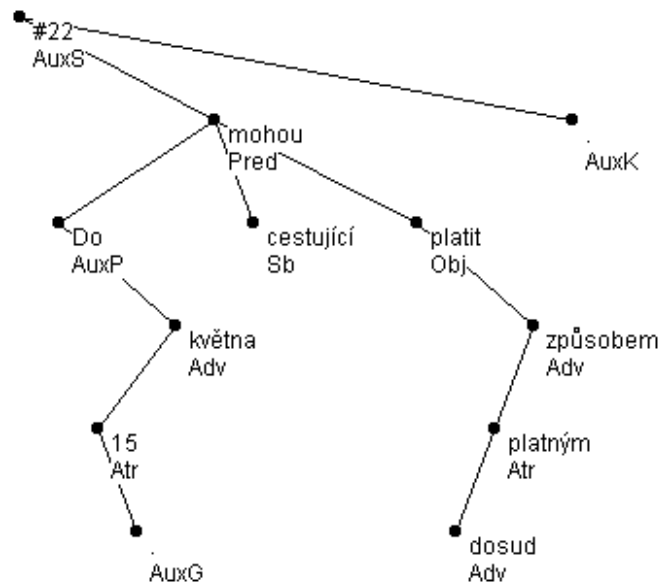 #22
AuxS
mohou
Pred
.
AuxK
Do
AuxP
cestující
Sb
platit
Obj
května
Adv
způsobem
Adv
15
Atr
platným
Atr
.
AuxG
dosud
Adv